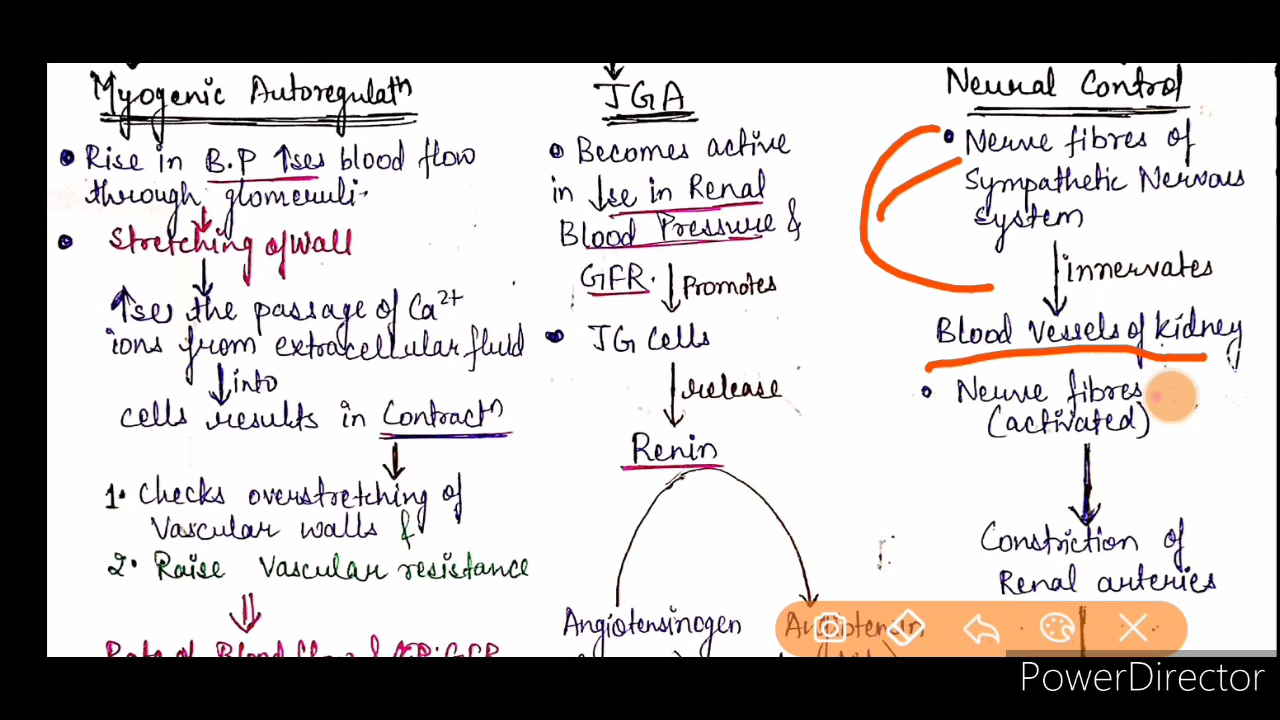 Myogenic Autoregulatn
• Rise in B.P ↑ses blood flow
through glomeruli.
• Stretching of wall
↑ses the passage of Ca²⁺
ions from extracellular fluid
into
cells results in Contractn
1. Checks overstretching of
Vascular walls &
2. Raise Vascular resistance
JGA
• Becomes active
in ↓se in Renal
Blood Pressure &
GFR.
Promotes
• JG Cells
release
Renin
Angiotensinogen
Angiotensin
Neural Control
• Nerve fibres of
Sympathetic Nervous
System
innervates
Blood vessels of kidney
• Nerve fibres
(activated)
Constriction of
Renal arteries
PowerDirector